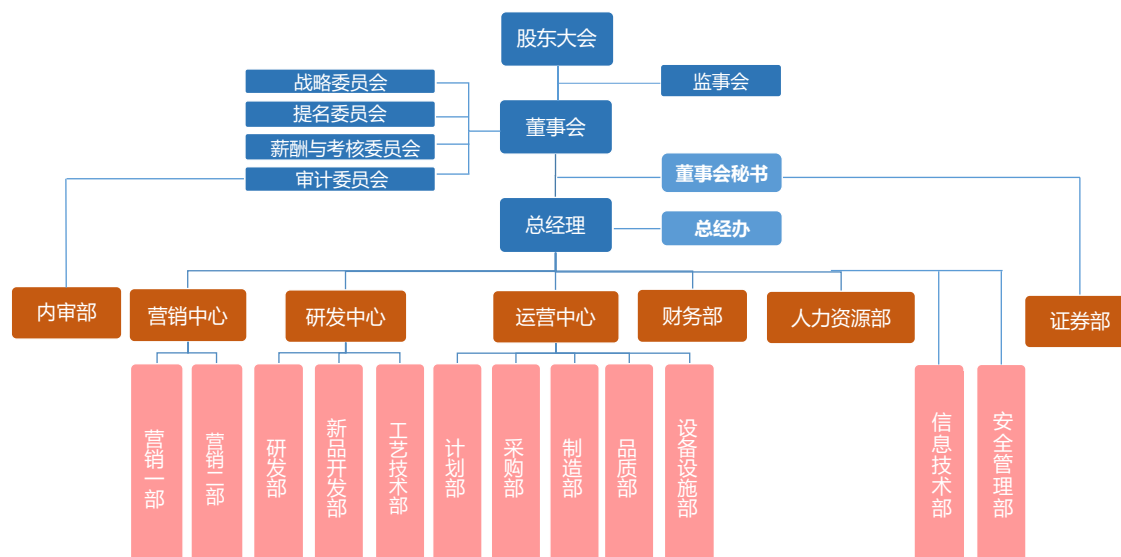 股东大会
战略委员会
监事会
提名委员会
董事会
薪酬与考核委员会
审计委员会
董事会秘书
总经理
总经办
内审部
营销中心
研发中心
运营中心
财务部
人力资源部
证券部
营销一部
营销二部
研发部
新品开发部
工艺技术部
计划部
采购部
制造部
品质部
设备设施部
信息技术部
安全管理部